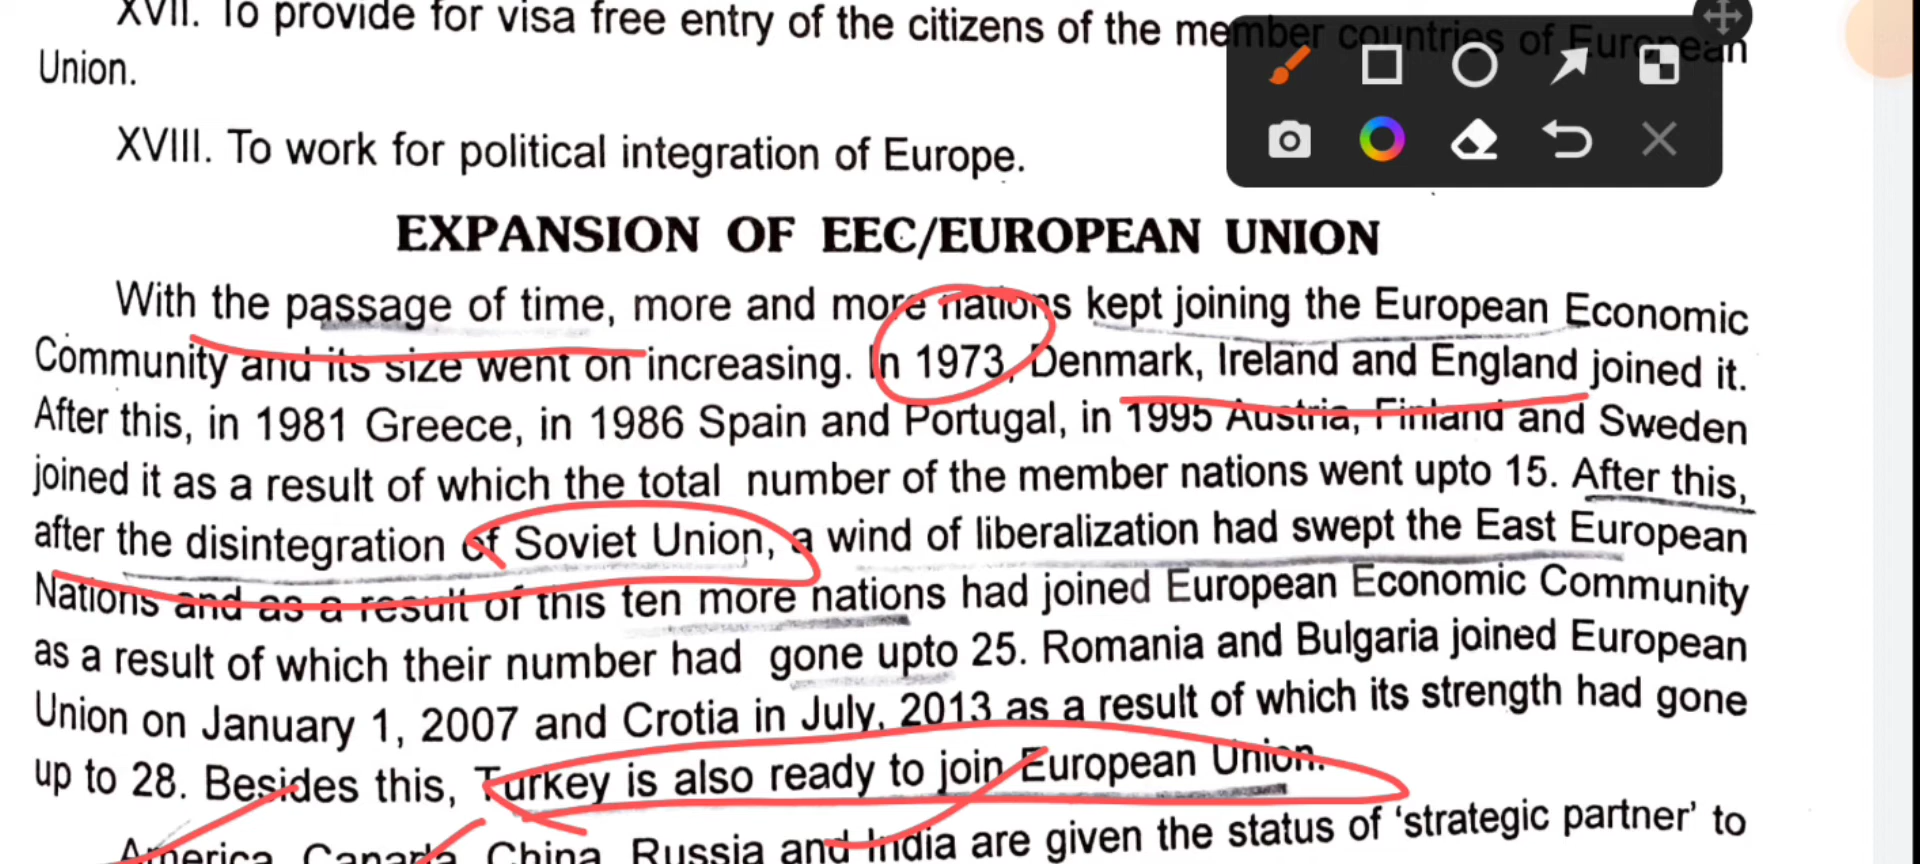 XVII. To provide for visa free entry of the citizens of the member countries of European
Union.
XVIII. To work for political integration of Europe.
EXPANSION OF EEC/EUROPEAN UNION
With the passage of time, more and more nations kept joining the European Economic
Community and its size went on increasing. In 1973, Denmark, Ireland and England joined it.
After this, in 1981 Greece, in 1986 Spain and Portugal, in 1995 Austria, Finland and Sweden
joined it as a result of which the total number of the member nations went upto 15. After this,
after the disintegration of Soviet Union, a wind of liberalization had swept the East European
Nations and as a result of this ten more nations had joined European Economic Community
as a result of which their number had gone upto 25. Romania and Bulgaria joined European
Union on January 1, 2007 and Crotia in July, 2013 as a result of which its strength had gone
up to 28. Besides this, Turkey is also ready to join European Union.
America, Canada, China, Russia and India are given the status of ‘strategic partner’ to